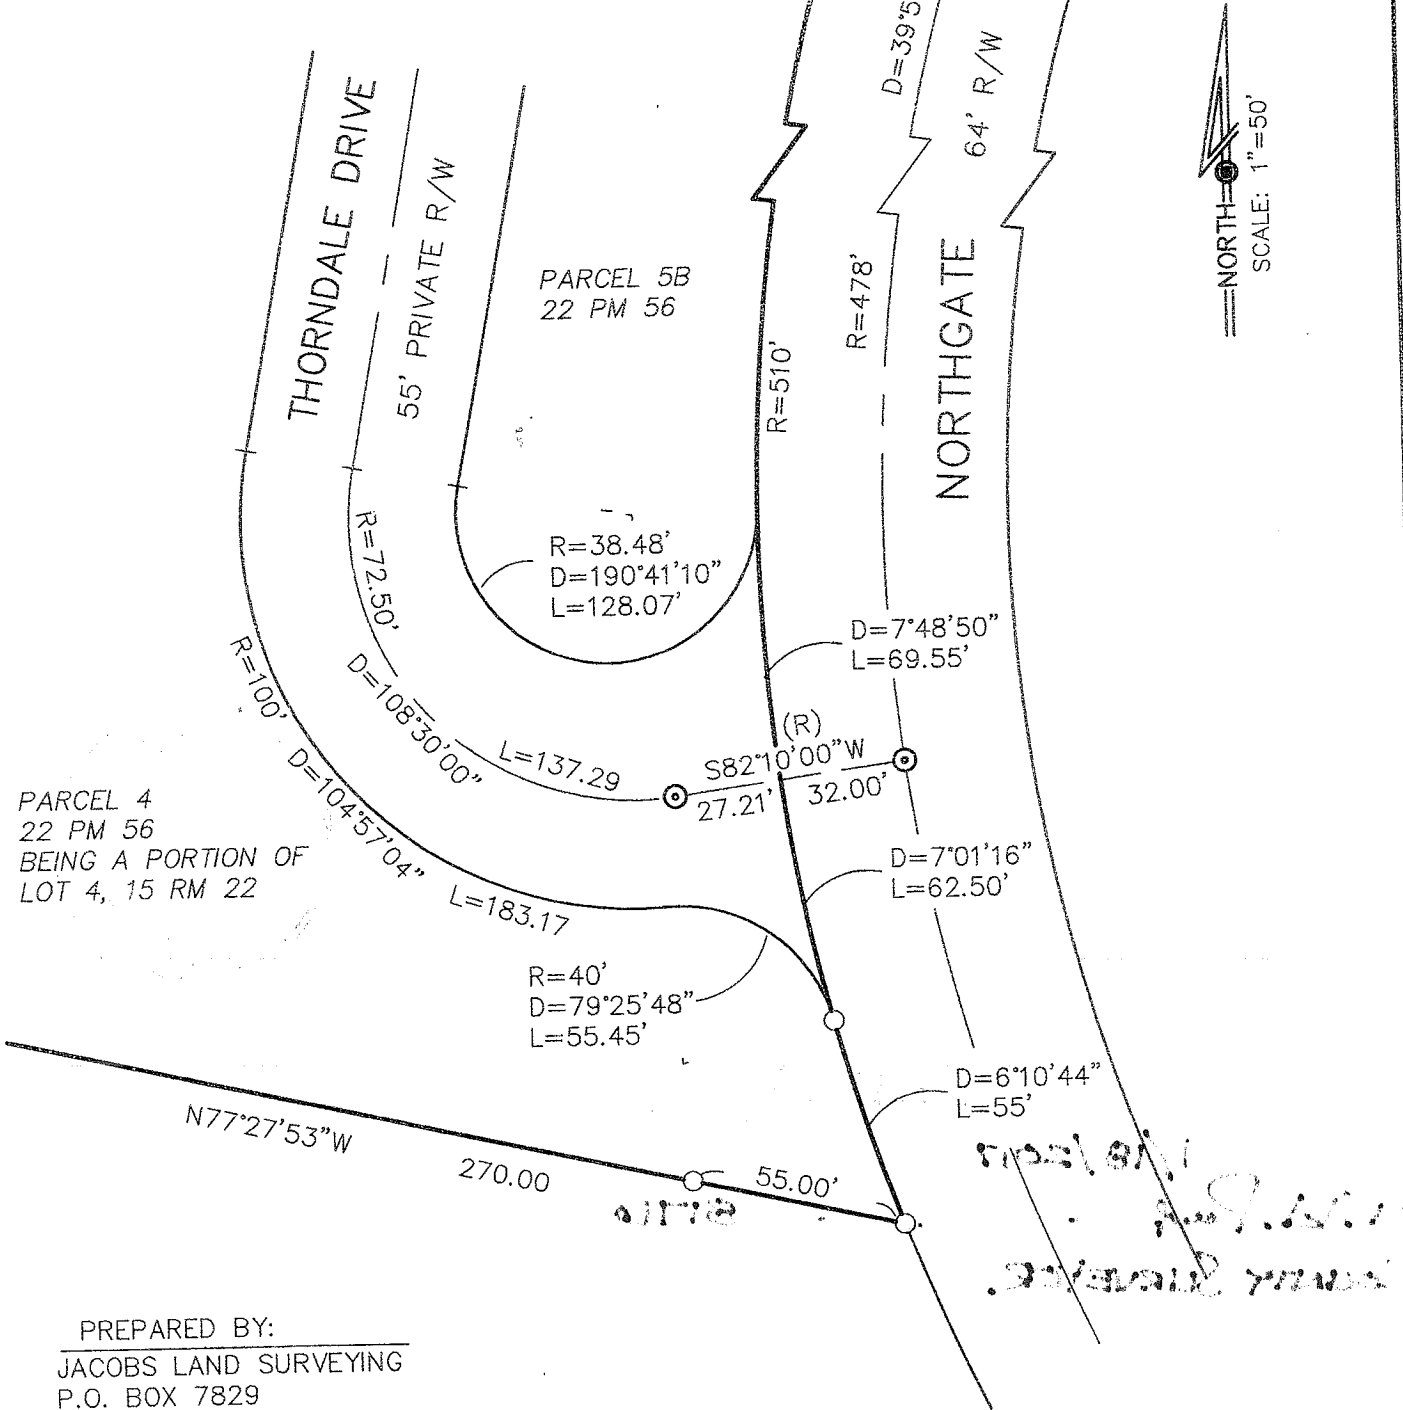 D=39°5
64' R/W
THORNDALE DRIVE
55' PRIVATE R/W
NORTH
SCALE: 1"=50'
PARCEL 5B
22 PM 56
R=510'
R=478'
NORTHGATE
R=38.48'
D=190°41'10"
L=128.07'
R=72.50'
D=108°30'00"
L=137.29
R=100'
D=104°57'04"
L=183.17
D=7°48'50"
L=69.55'
(R)
S82°10'00"W
27.21'
32.00'
PARCEL 4
22 PM 56
BEING A PORTION OF
LOT 4, 15 RM 22
D=7°01'16"
L=62.50'
R=40'
D=79°25'48"
L=55.45'
D=6°10'44"
L=55'
N77°27'53"W
270.00
55.00'
PREPARED BY:
JACOBS LAND SURVEYING
P.O. BOX 7829